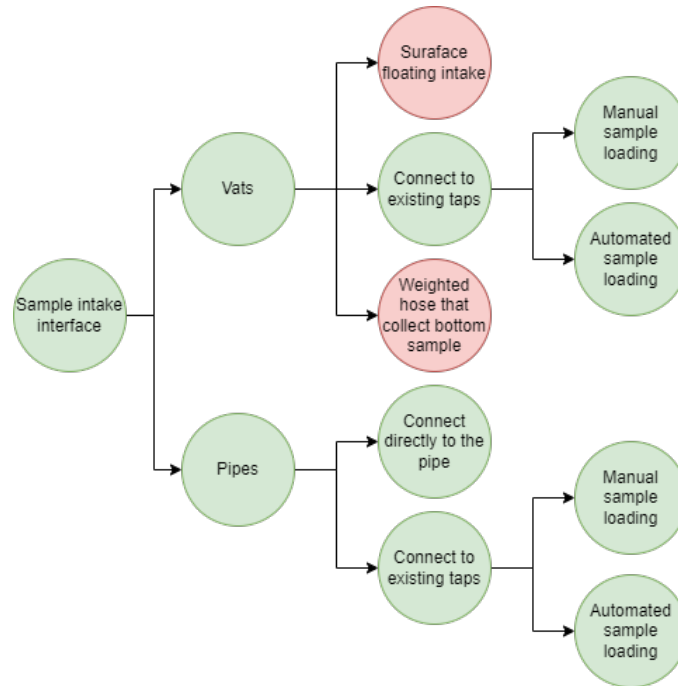 Suraface
floating intake
Manual
sample
loading
Vats
Connect to
existing taps
Automated
sample
loading
Sample intake
interface
Weighted
hose that
collect bottom
sample
Connect
directly to the
pipe
Pipes
Manual
sample
loading
Connect to
existing taps
Automated
sample
loading